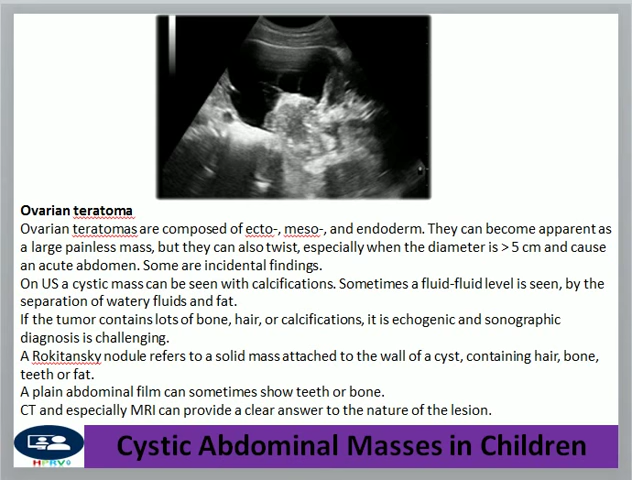 Ovarian teratoma
Ovarian teratomas are composed of ecto-, meso-, and endoderm. They can become apparent as
a large painless mass, but they can also twist, especially when the diameter is > 5 cm and cause
an acute abdomen. Some are incidental findings.
On US a cystic mass can be seen with calcifications. Sometimes a fluid-fluid level is seen, by the
separation of watery fluids and fat.
If the tumor contains lots of bone, hair, or calcifications, it is echogenic and sonographic
diagnosis is challenging.
A Rokitansky nodule refers to a solid mass attached to the wall of a cyst, containing hair, bone,
teeth or fat.
A plain abdominal film can sometimes show teeth or bone.
CT and especially MRI can provide a clear answer to the nature of the lesion.
Cystic Abdominal Masses in Children